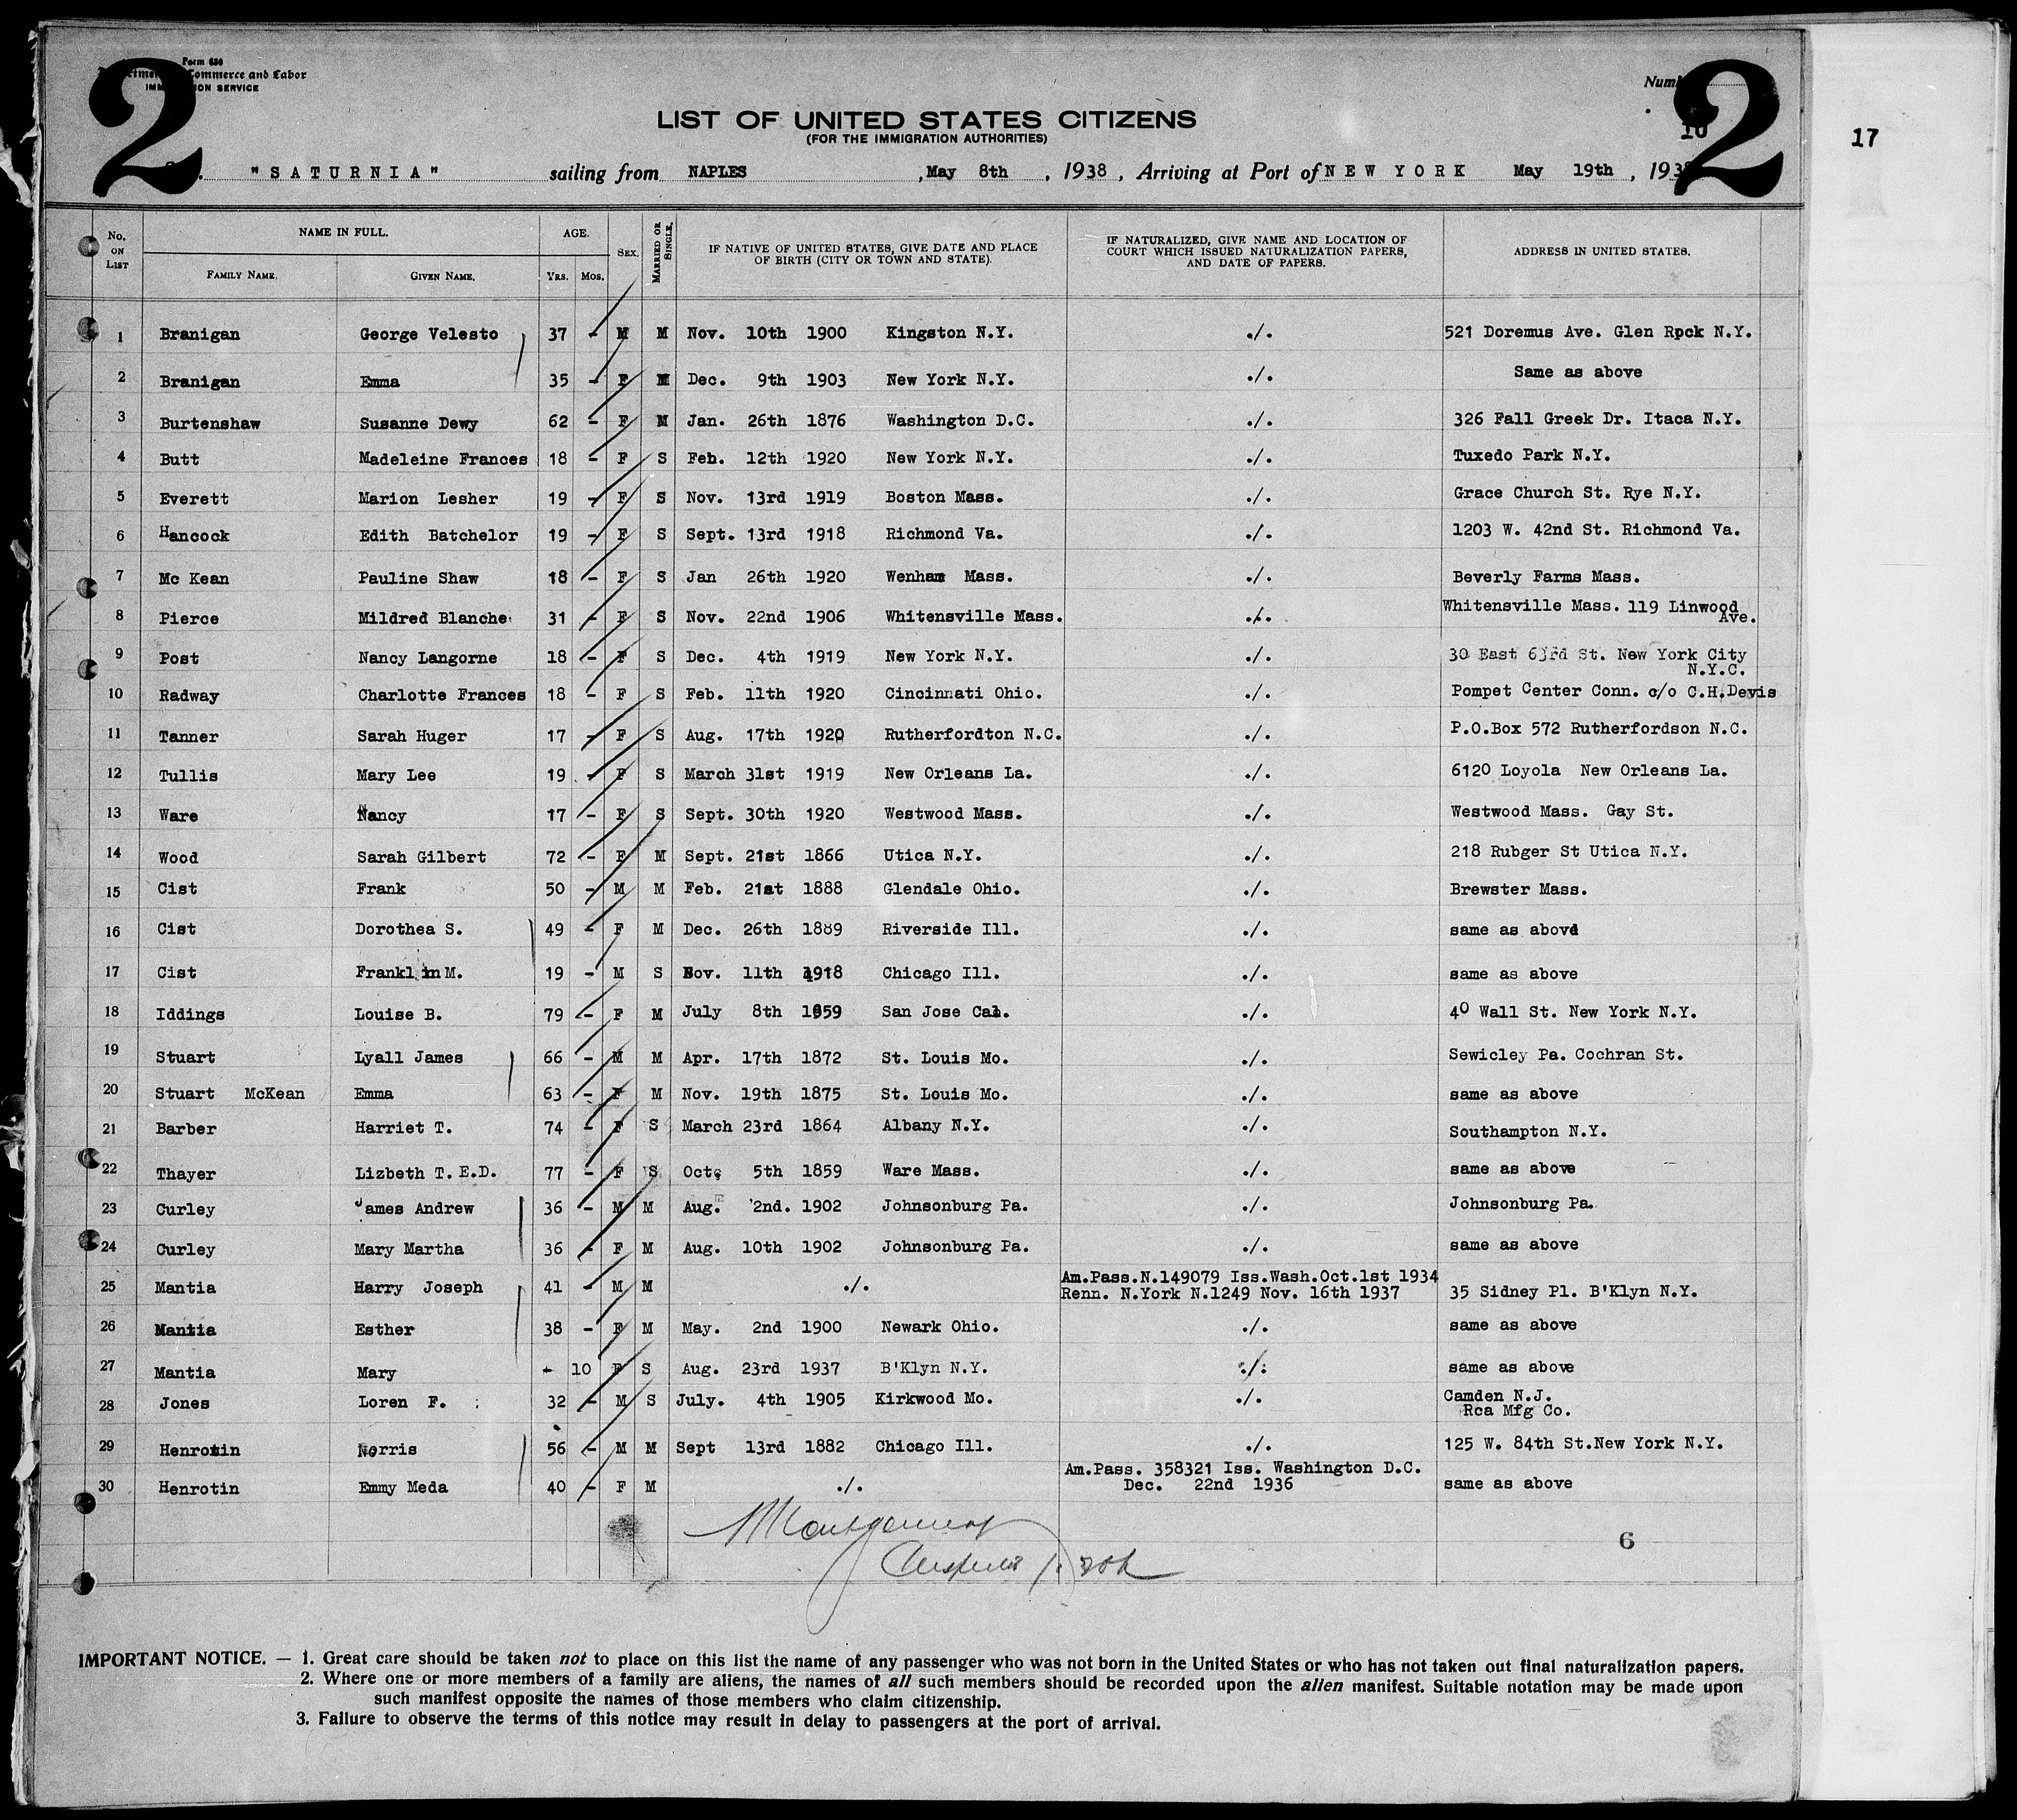 2 2
Form 630
Commerce and Labor
IMMIGRATION SERVICE
10
17
LIST OF UNITED STATES CITIZENS
(FOR THE IMMIGRATION AUTHORITIES)
"SATURNIA" sailing from NAPLES, May 8th, 1938, Arriving at Port of NEW YORK May 19th, 193
No. ON LIST
NAME IN FULL.
FAMILY NAME. GIVEN NAME.
AGE.
YRS. MOS.
SEX.
MARRIED OR SINGLE.
IF NATIVE OF UNITED STATES, GIVE DATE AND PLACE
OF BIRTH (CITY OR TOWN AND STATE).
IF NATURALIZED, GIVE NAME AND LOCATION OF
COURT WHICH ISSUED NATURALIZATION PAPERS,
AND DATE OF PAPERS.
ADDRESS IN UNITED STATES.
1 Branigan George Velesto 37 - M M Nov. 10th 1900 Kingston N.Y. ./. 521 Doremus Ave. Glen Rpck N.Y.
2 Branigan Emma 35 - F M Dec. 9th 1903 New York N.Y. ./. Same as above
3 Burtenshaw Susanne Dewy 62 - F M Jan. 26th 1876 Washington D.C. ./. 326 Fall Greek Dr. Itaca N.Y.
4 Butt Madeleine Frances 18 - F S Feb. 12th 1920 New York N.Y. ./. Tuxedo Park N.Y.
5 Everett Marion Lesher 19 - F S Nov. 13rd 1919 Boston Mass. ./. Grace Church St. Rye N.Y.
6 Hancock Edith Batchelor 19 - F S Sept. 13rd 1918 Richmond Va. ./. 1203 W. 42nd St. Richmond Va.
7 Mc Kean Pauline Shaw 18 - F S Jan 26th 1920 Wenham Mass. ./. Beverly Farms Mass.
8 Pierce Mildred Blanche 31 - F S Nov. 22nd 1906 Whitensville Mass. ./. Whitensville Mass. 119 Linwood
Ave.
9 Post Nancy Langorne 18 - F S Dec. 4th 1919 New York N.Y. ./. 30 East 63rd St. New York City
N.Y.C.
10 Radway Charlotte Frances 18 - F S Feb. 11th 1920 Cincinnati Ohio. ./. Pompet Center Conn. c/o C.H.Devis
11 Tanner Sarah Huger 17 - F S Aug. 17th 1920 Rutherfordton N.C. ./. P.O.Box 572 Rutherfordson N.C.
12 Tullis Mary Lee 19 - F S March 31st 1919 New Orleans La. ./. 6120 Loyola New Orleans La.
13 Ware Nancy 17 - F S Sept. 30th 1920 Westwood Mass. ./. Westwood Mass. Gay St.
14 Wood Sarah Gilbert 72 - F M Sept. 21st 1866 Utica N.Y. ./. 218 Rubger St Utica N.Y.
15 Cist Frank 50 - M M Feb. 21st 1888 Glendale Ohio. ./. Brewster Mass.
16 Cist Dorothea S. 49 - F M Dec. 26th 1889 Riverside Ill. ./. same as above
17 Cist Franklin M. 19 - M S Nov. 11th 1918 Chicago Ill. ./. same as above
18 Iddings Louise B. 79 - F M July 8th 1859 San Jose Cal. ./. 40 Wall St. New York N.Y.
19 Stuart Lyall James 66 - M M Apr. 17th 1872 St. Louis Mo. ./. Sewicley Pa. Cochran St.
20 Stuart McKean Emma 63 - F M Nov. 19th 1875 St. Louis Mo. ./. same as above
21 Barber Harriet T. 74 - F S March 23rd 1864 Albany N.Y. ./. Southampton N.Y.
22 Thayer Lizbeth T. E.D. 77 - F S Oct. 5th 1859 Ware Mass. ./. same as above
23 Curley James Andrew 36 - M M Aug. 2nd. 1902 Johnsonburg Pa. ./. Johnsonburg Pa.
24 Curley Mary Martha 36 - F M Aug. 10th 1902 Johnsonburg Pa. ./. same as above
25 Mantia Harry Joseph 41 - M M ./. Am.Pass.N.149079 Iss.Wash.Oct.1st 1934
Renn. N.York N.1249 Nov. 16th 1937 35 Sidney Pl. B'Klyn N.Y.
26 Mantia Esther 38 - F M May. 2nd 1900 Newark Ohio. ./. same as above
27 Mantia Mary - 10 F S Aug. 23rd 1937 B'Klyn N.Y. ./. same as above
28 Jones Loren F. 32 - M S July. 4th 1905 Kirkwood Mo. ./. Camden N.J.
Rca Mfg Co.
29 Henrotin Norris 56 - M M Sept 13rd 1882 Chicago Ill. ./. 125 W. 84th St.New York N.Y.
30 Henrotin Emmy Meda 40 - F M ./. Am.Pass. 358321 Iss. Washington D.C.
Dec. 22nd 1936 same as above
6
IMPORTANT NOTICE. — 1. Great care should be taken not to place on this list the name of any passenger who was not born in the United States or who has not taken out final naturalization papers.
2. Where one or more members of a family are aliens, the names of all such members should be recorded upon the alien manifest. Suitable notation may be made upon
such manifest opposite the names of those members who claim citizenship.
3. Failure to observe the terms of this notice may result in delay to passengers at the port of arrival.